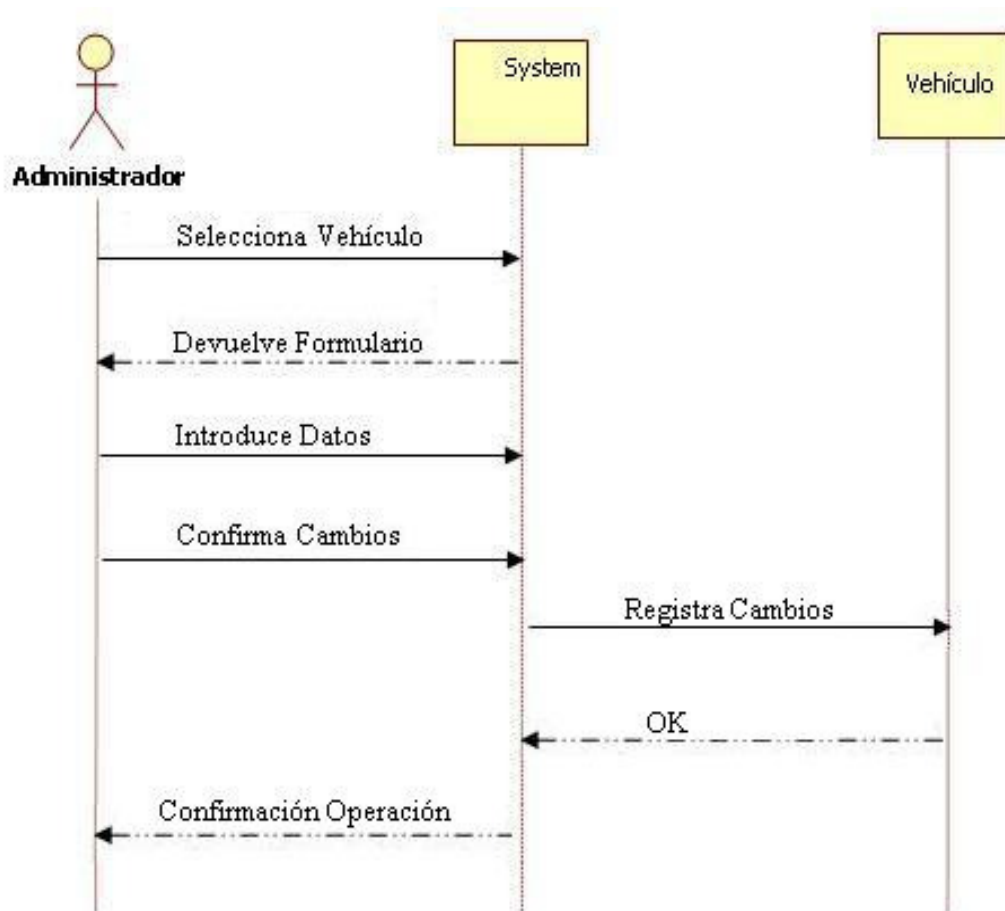 System
Vehículo
Administrador
Selecciona Vehículo
Devuelve Formulario
Introduce Datos
Confirma Cambios
Registra Cambios
OK
Confirmación Operación